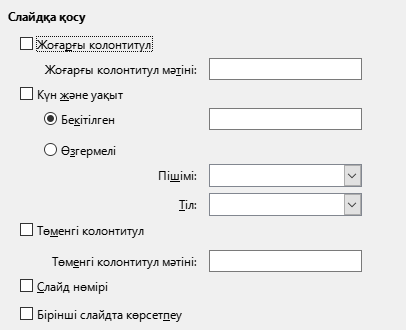 Слайдқа қосу
Жоғарғы колонтитул
Жоғарғы колонтитул мәтіні:
Күн және уақыт
Бекітілген
Өзгермелі
Пішімі:
Тіл:
Төменгі колонтитул
Төменгі колонтитул мәтіні:
Слайд нөмірі
Бірінші слайдта көрсетпеу